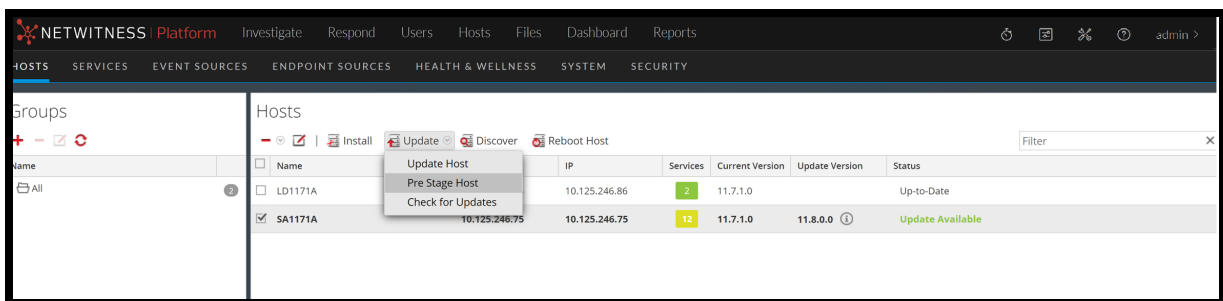 NETWITNESS Platform Investigate Respond Users Hosts Files Dashboard Reports admin >
HOSTS SERVICES EVENT SOURCES ENDPOINT SOURCES HEALTH & WELLNESS SYSTEM SECURITY
Groups
Name
All 2
Hosts
Install Update Discover Reboot Host Filter
Update Host
Pre Stage Host
Check for Updates
Name IP Services Current Version Update Version Status
LD1171A 10.125.246.86 2 11.7.1.0 Up-to-Date
SA1171A 10.125.246.75 10.125.246.75 12 11.7.1.0 11.8.0.0 Update Available